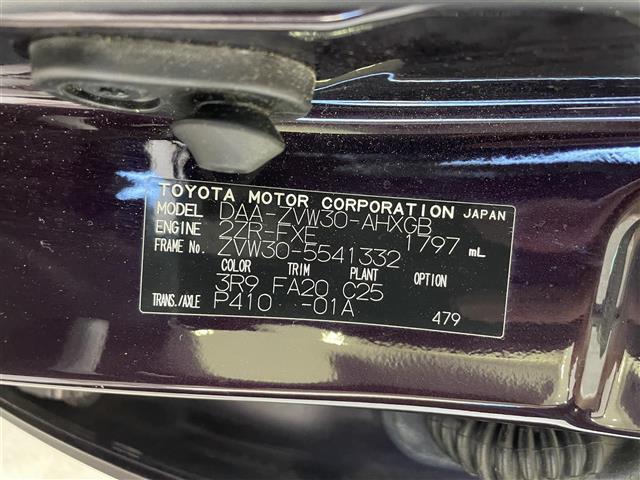 TOYOTA MOTOR CORPORATION JAPAN
MODEL DAA-ZVW30-AHXGB
ENGINE 2ZR-FXE 1797 mL
FRAME No. ZVW30-5541332
COLOR TRIM PLANT OPTION
3R9 FA20 C25
TRANS./AXLE P410 -01A
479